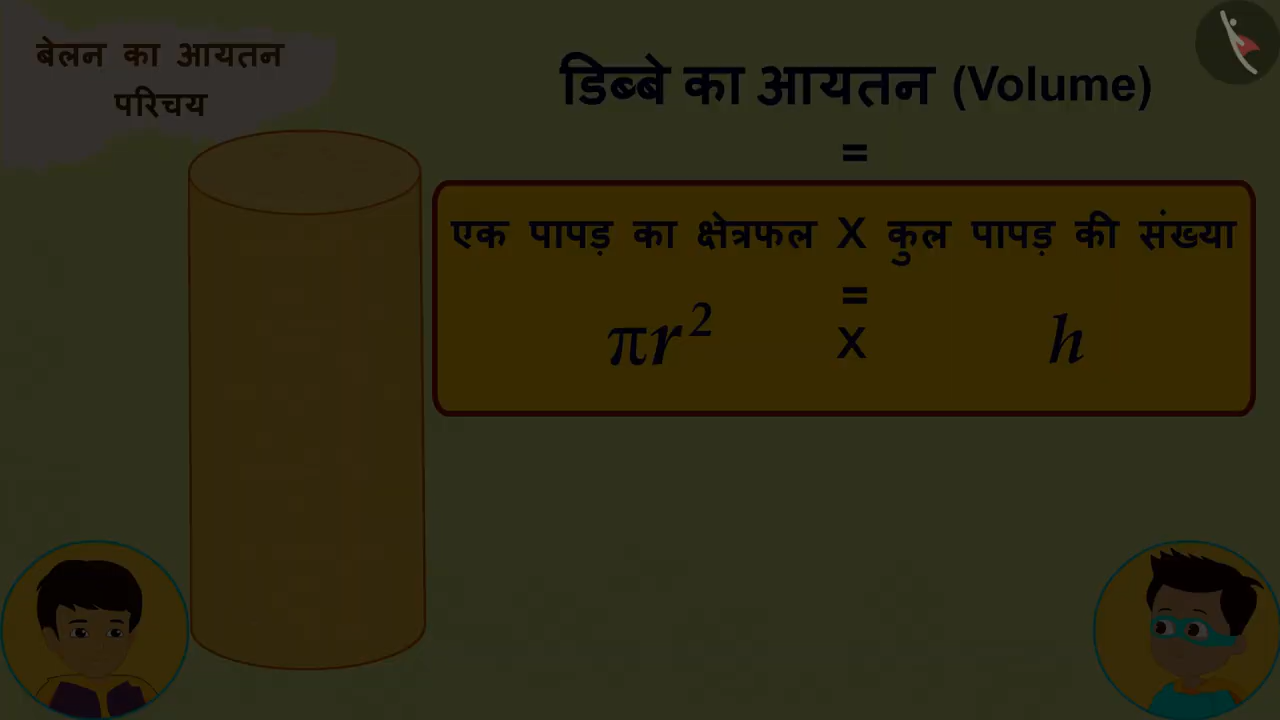 बेलन का आयतन
परिचय
डिब्बे का आयतन (Volume)
=
एक पापड़ का क्षेत्रफल X कुल पापड़ की संख्या
=
πr² X h